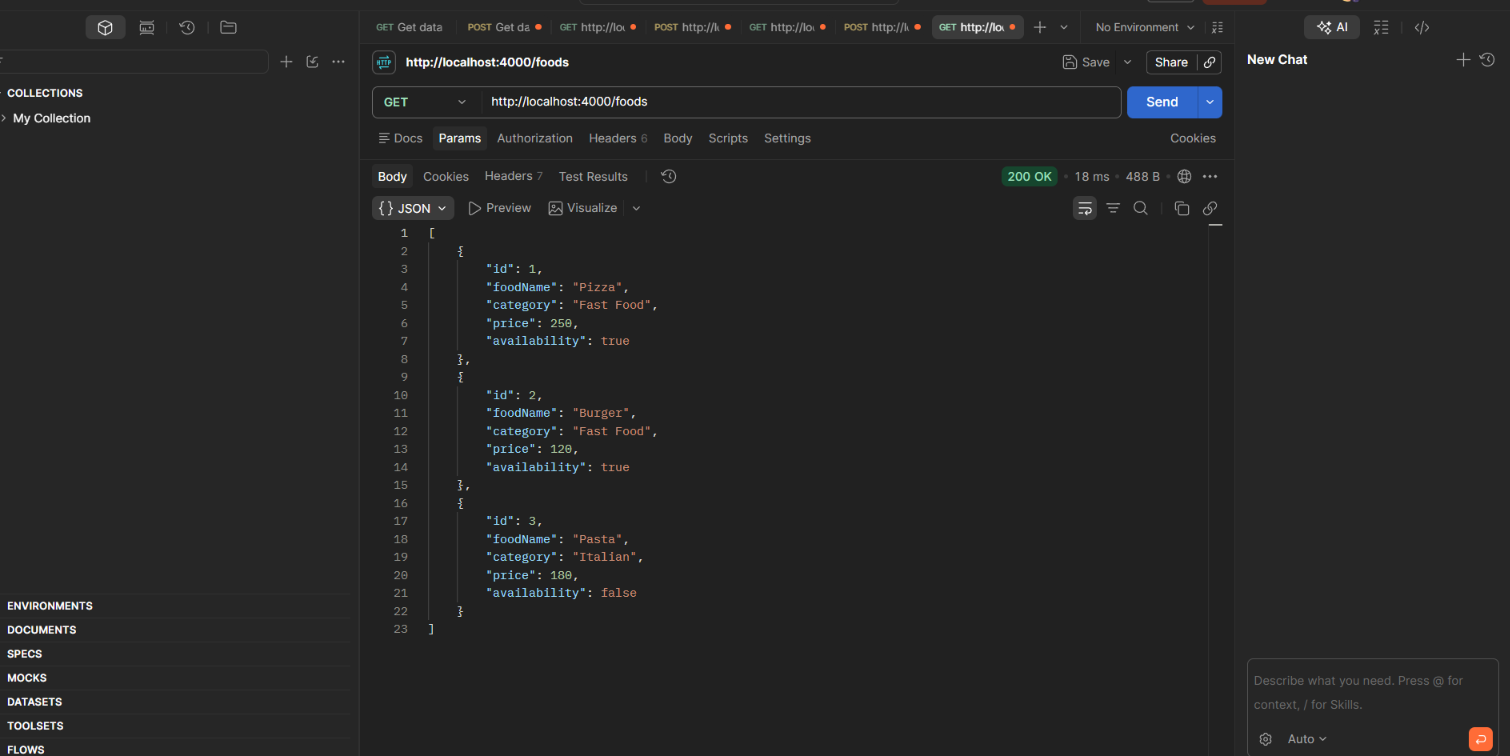 AI
GET Get data
POST Get da
GET http://loc
POST http://l
GET http://loc
POST http://l
GET http://loc
No Environment
COLLECTIONS
My Collection
ENVIRONMENTS
DOCUMENTS
SPECS
MOCKS
DATASETS
TOOLSETS
FLOWS
HTTP http://localhost:4000/foods
Save
Share
GET http://localhost:4000/foods
Send
Docs Params Authorization Headers 6 Body Scripts Settings
Cookies
Body Cookies Headers 7 Test Results
200 OK • 18 ms • 488 B •
{} JSON Preview Visualize
1 [
2 {
3 "id": 1,
4 "foodName": "Pizza",
5 "category": "Fast Food",
6 "price": 250,
7 "availability": true
8 },
9 {
10 "id": 2,
11 "foodName": "Burger",
12 "category": "Fast Food",
13 "price": 120,
14 "availability": true
15 },
16 {
17 "id": 3,
18 "foodName": "Pasta",
19 "category": "Italian",
20 "price": 180,
21 "availability": false
22 }
23 ]
New Chat
Describe what you need. Press @ for
context, / for Skills.
Auto